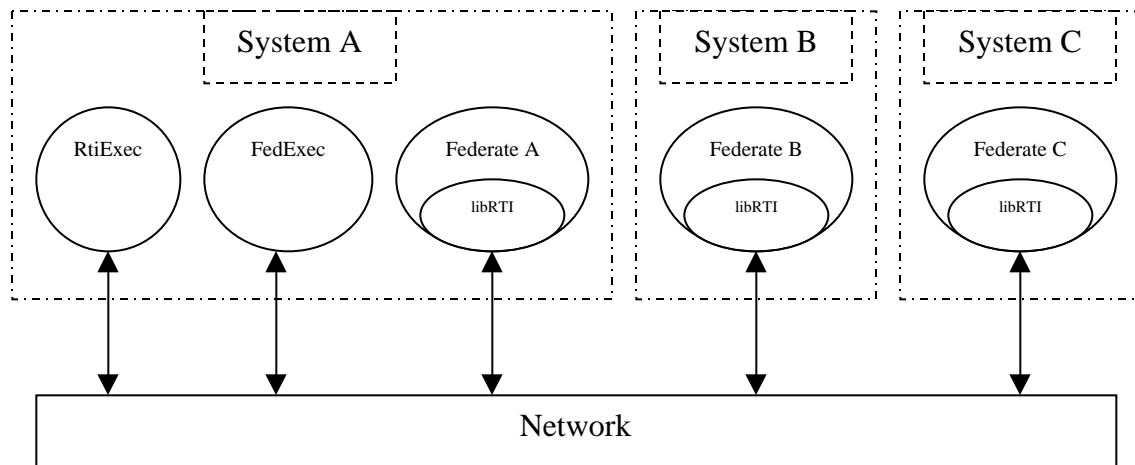 System A
System B
System C
RtiExec
FedExec
Federate A
Federate B
Federate C
libRTI
libRTI
libRTI
Network